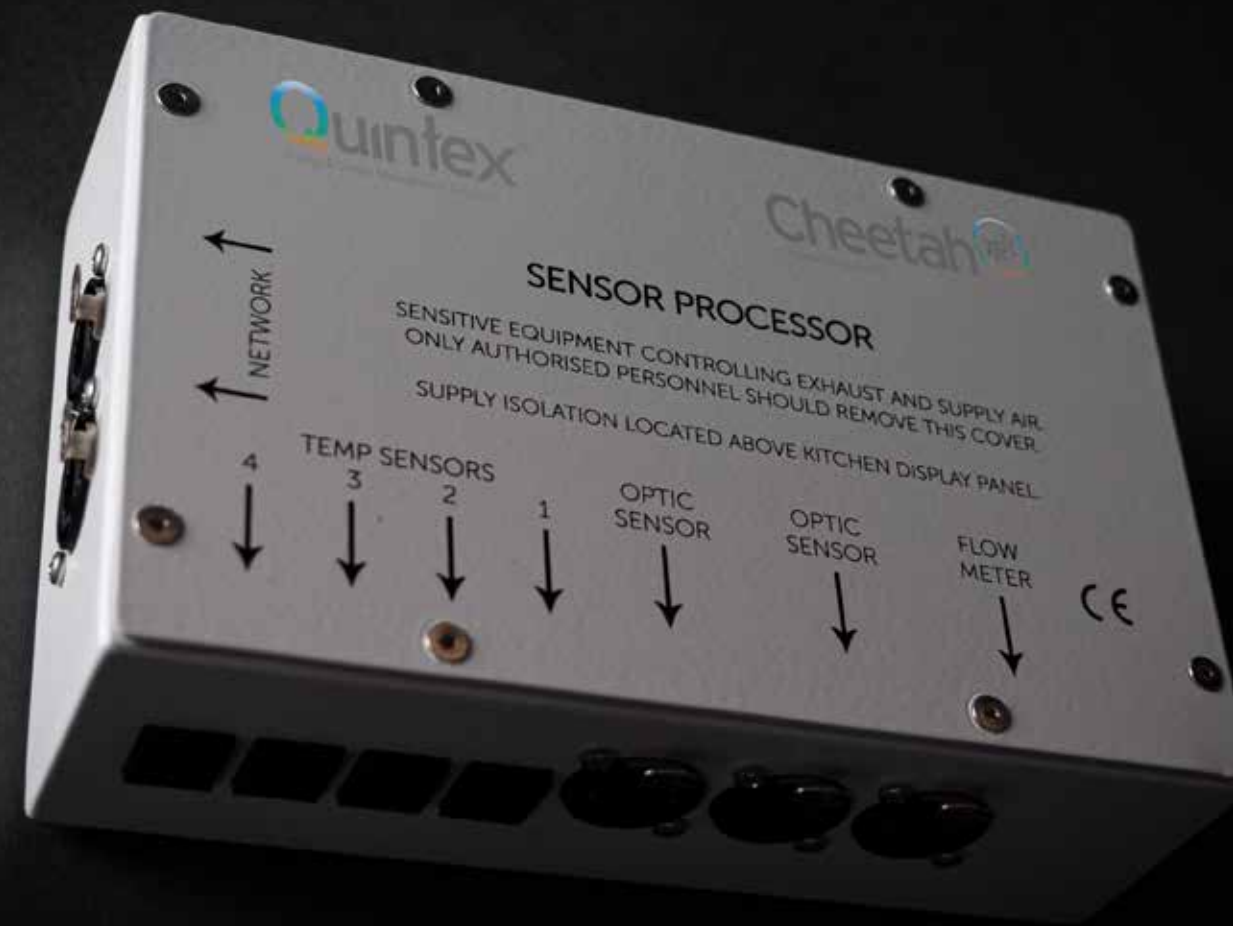 Quintex
Cheetah
SENSOR PROCESSOR
SENSITIVE EQUIPMENT CONTROLLING EXHAUST AND SUPPLY AIR.
ONLY AUTHORISED PERSONNEL SHOULD REMOVE THIS COVER.
SUPPLY ISOLATION LOCATED ABOVE KITCHEN DISPLAY PANEL.
NETWORK
TEMP SENSORS
4 3 2 1
OPTIC
SENSOR
OPTIC
SENSOR
FLOW
METER
CE